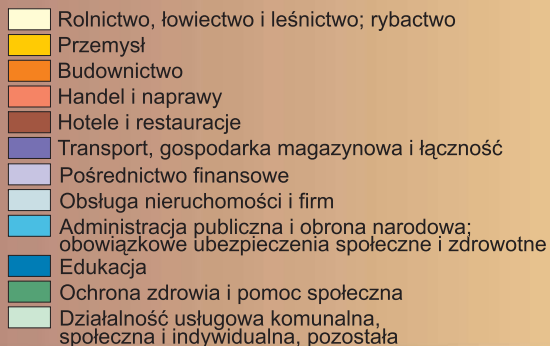 Rolnictwo, łowiectwo i leśnictwo; rybactwo
Przemysł
Budownictwo
Handel i naprawy
Hotele i restauracje
Transport, gospodarka magazynowa i łączność
Pośrednictwo finansowe
Obsługa nieruchomości i firm
Administracja publiczna i obrona narodowa;
obowiązkowe ubezpieczenia społeczne i zdrowotne
Edukacja
Ochrona zdrowia i pomoc społeczna
Działalność usługowa komunalna,
społeczna i indywidualna, pozostała